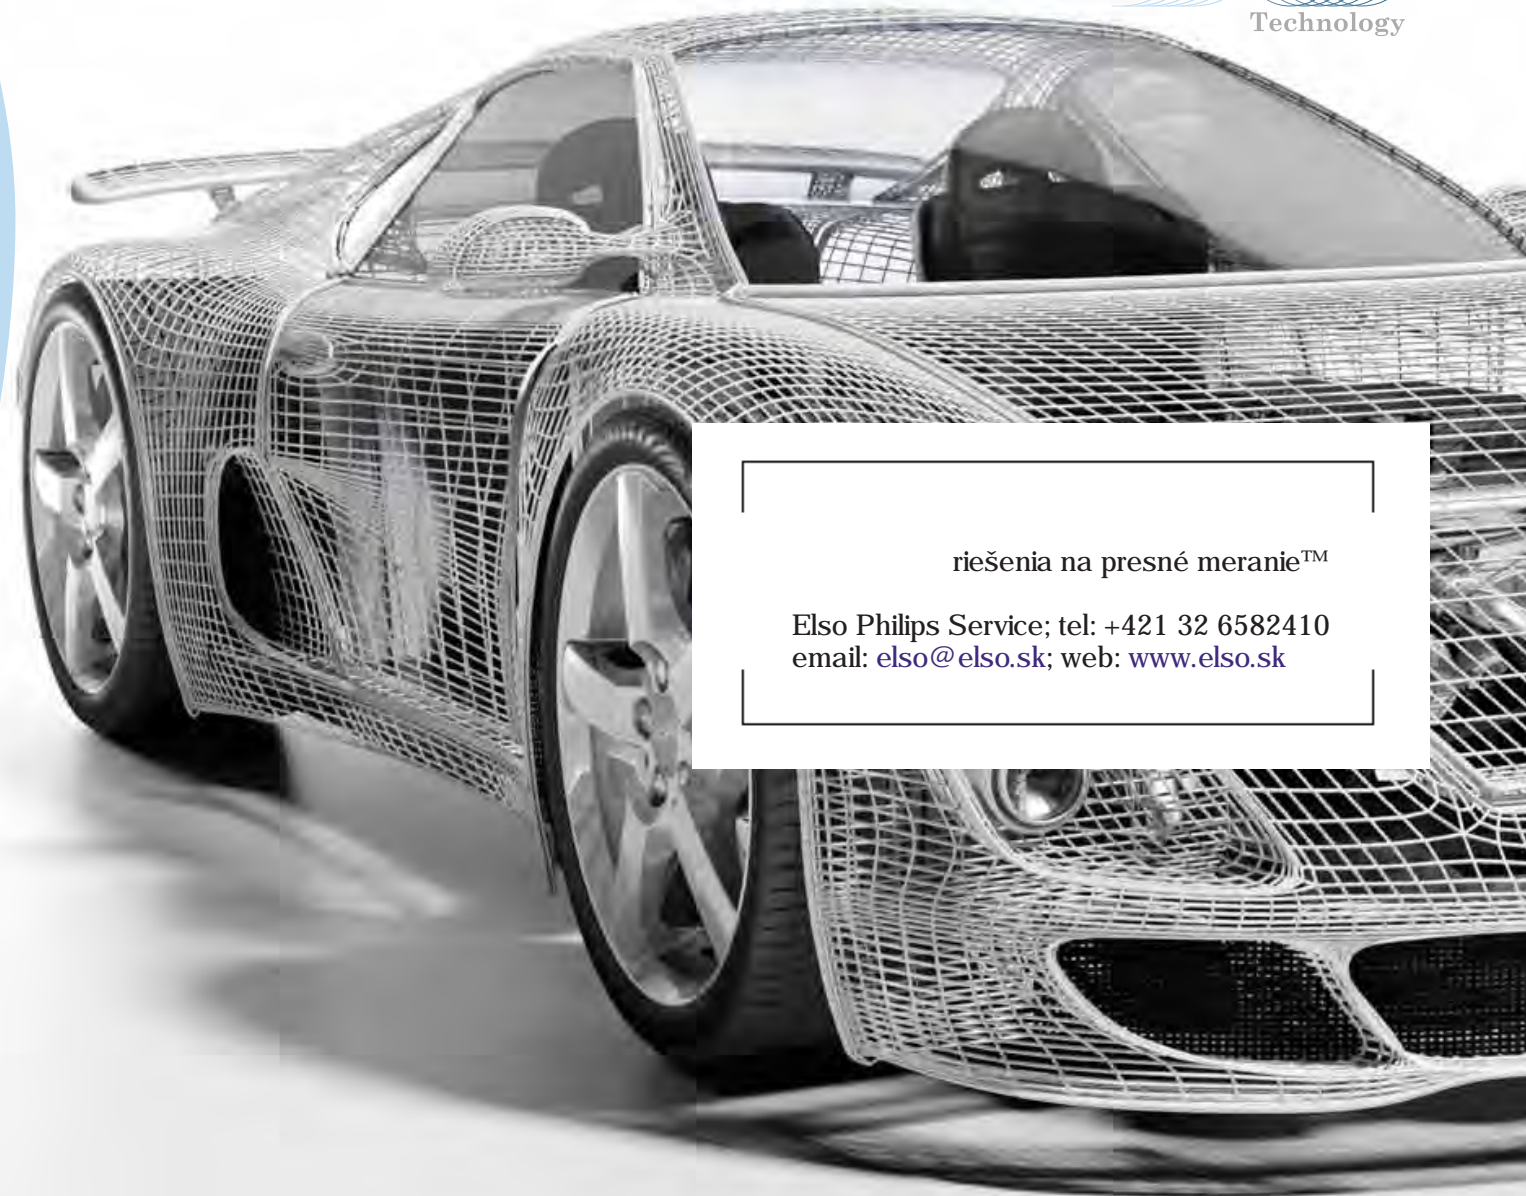 Technology
riešenia na presné meranie™
Elso Philips Service; tel: +421 32 6582410
email: elso@elso.sk; web: www.elso.sk